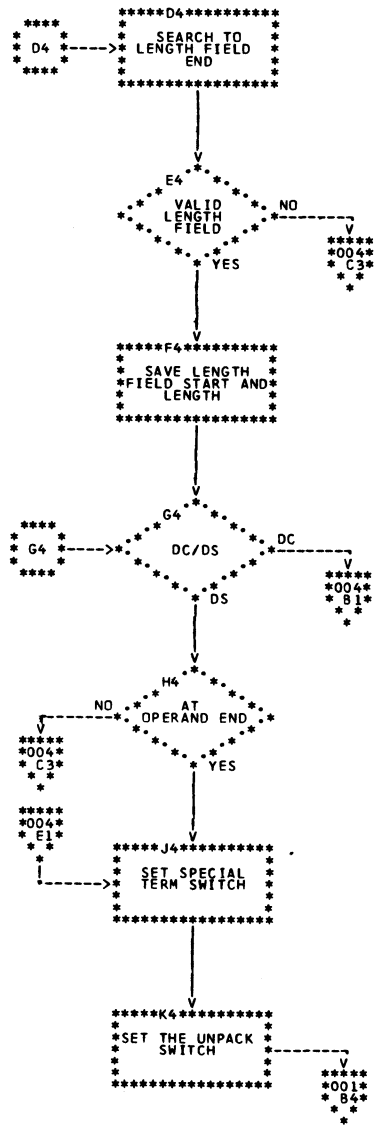 D4
D4
SEARCH TO
LENGTH FIELD
END
E4
VALID
LENGTH
FIELD
NO
004
C3
YES
F4
SAVE LENGTH
FIELD START AND
LENGTH
G4
G4
DC/DS
DC
004
B1
DS
H4
AT
OPERAND END
NO
004
C3
YES
004
E1
J4
SET SPECIAL
TERM SWITCH
K4
SET THE UNPACK
SWITCH
001
B4